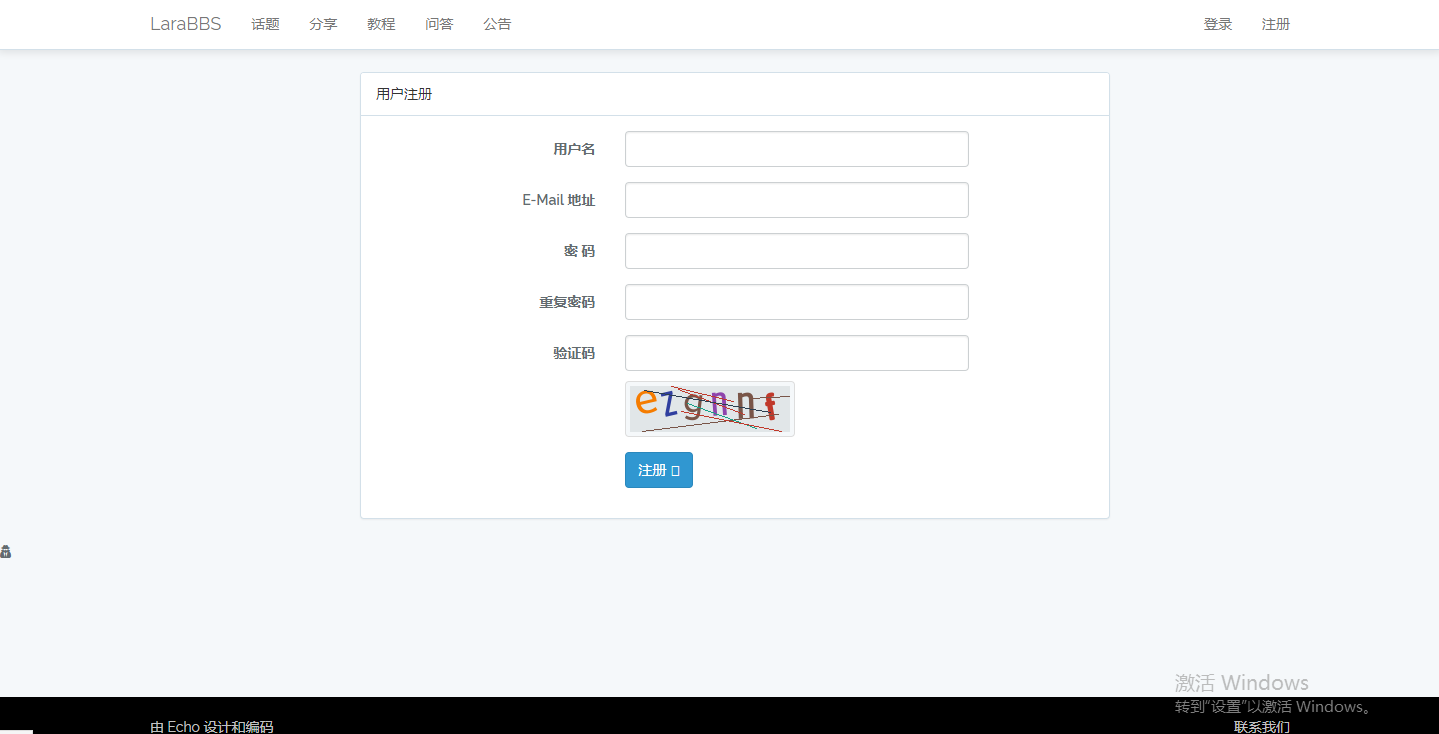 LaraBBS 话题 分享 教程 问答 公告 登录 注册
用户注册
用户名
E-Mail 地址
密 码
重复密码
验证码
ezgnnf
注册
激活 Windows
转到"设置"以激活 Windows。
由 Echo 设计和编码 联系我们